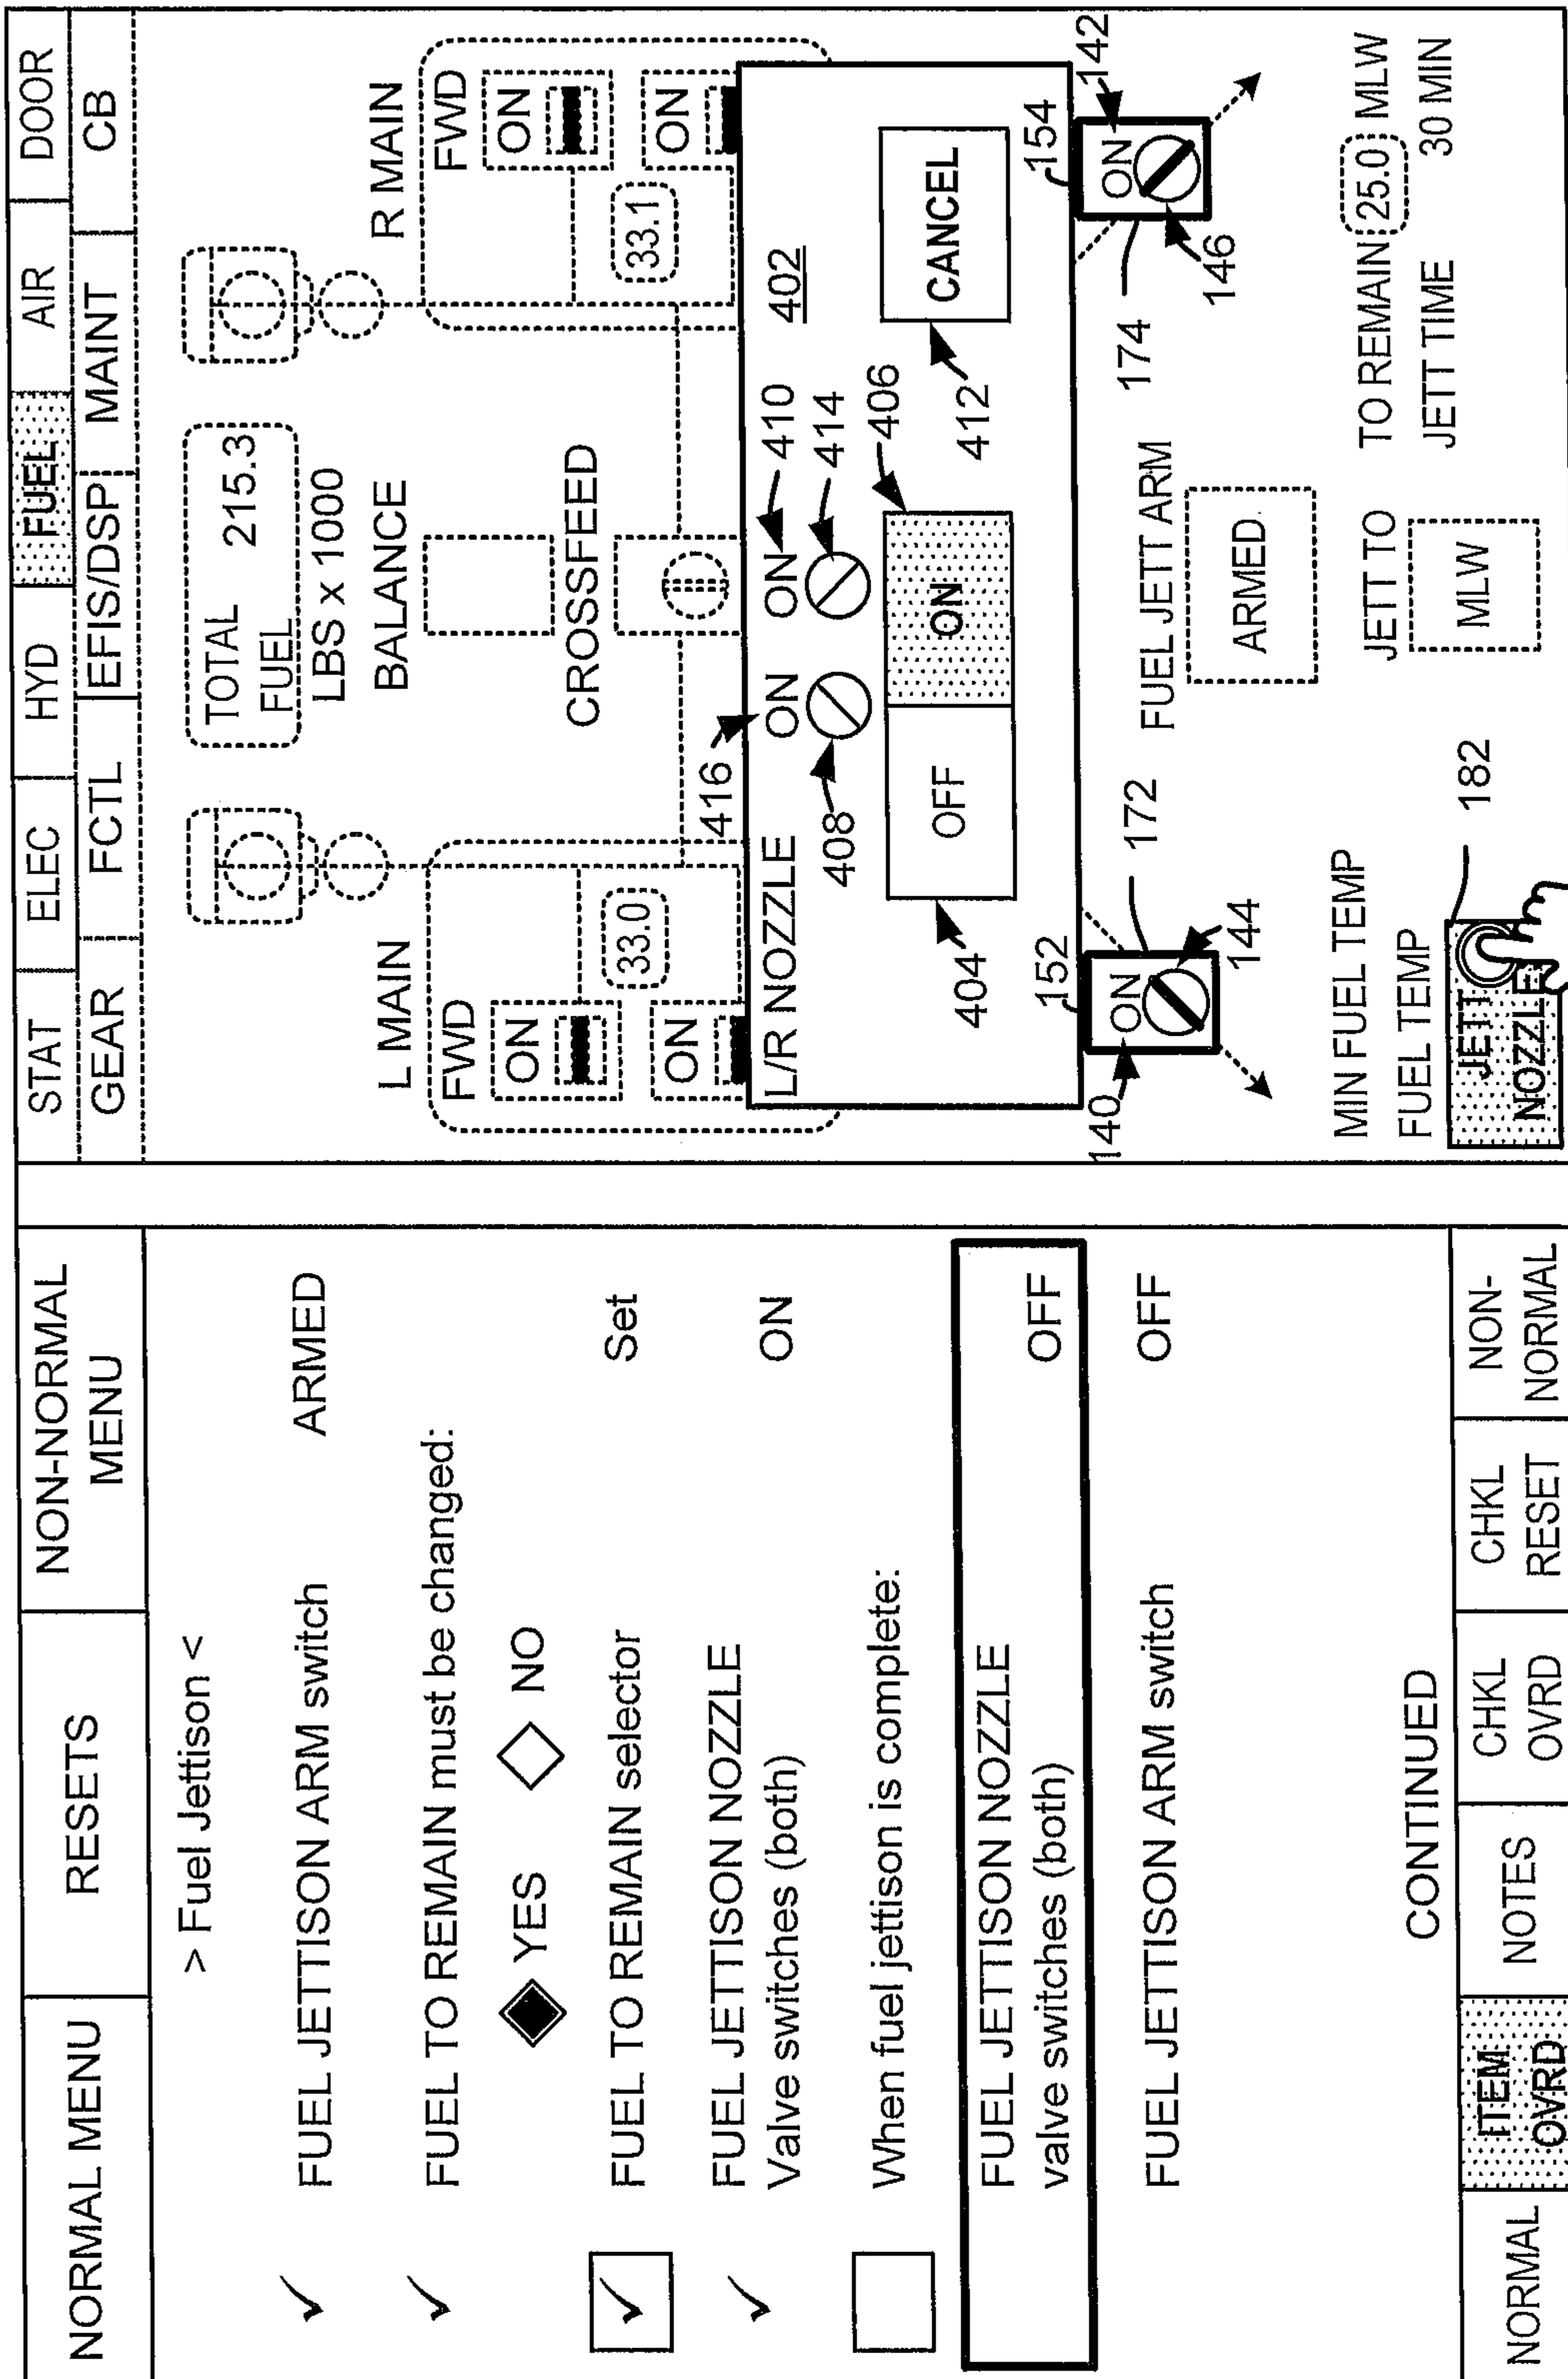 NORMAL MENU
RESETS
NON-NORMAL
MENU
> Fuel Jettison <
✓ FUEL JETTISON ARM switch ARMED
✓ FUEL TO REMAIN must be changed:
YES NO
✓ FUEL TO REMAIN selector Set
✓ FUEL JETTISON NOZZLE ON
Valve switches (both)
When fuel jettison is complete:
FUEL JETTISON NOZZLE
valve switches (both) OFF
FUEL JETTISON ARM switch OFF
CONTINUED
NORMAL
ITEM
OVRD
NOTES
CHKL
OVRD
CHKL
RESET
NON-
NORMAL
STAT ELEC HYD FUEL AIR DOOR
GEAR FCTL EFIS/DSP MAINT CB
TOTAL
FUEL 215.3
LBS x 1000
L MAIN BALANCE R MAIN
FWD FWD
ON ON
CROSSFEED
33.0 33.1
ON ON
416
L/R NOZZLE ON ON 410 402
408 414
406
OFF ON CANCEL
404 412
152 154
140 ON 172 174 ON 142
144 146
FUEL JETT ARM
ARMED
MIN FUEL TEMP
FUEL TEMP
JETT TO
MLW
TO REMAIN 25.0 MLW
JETT TIME 30 MIN
JETT
NOZZLE
182